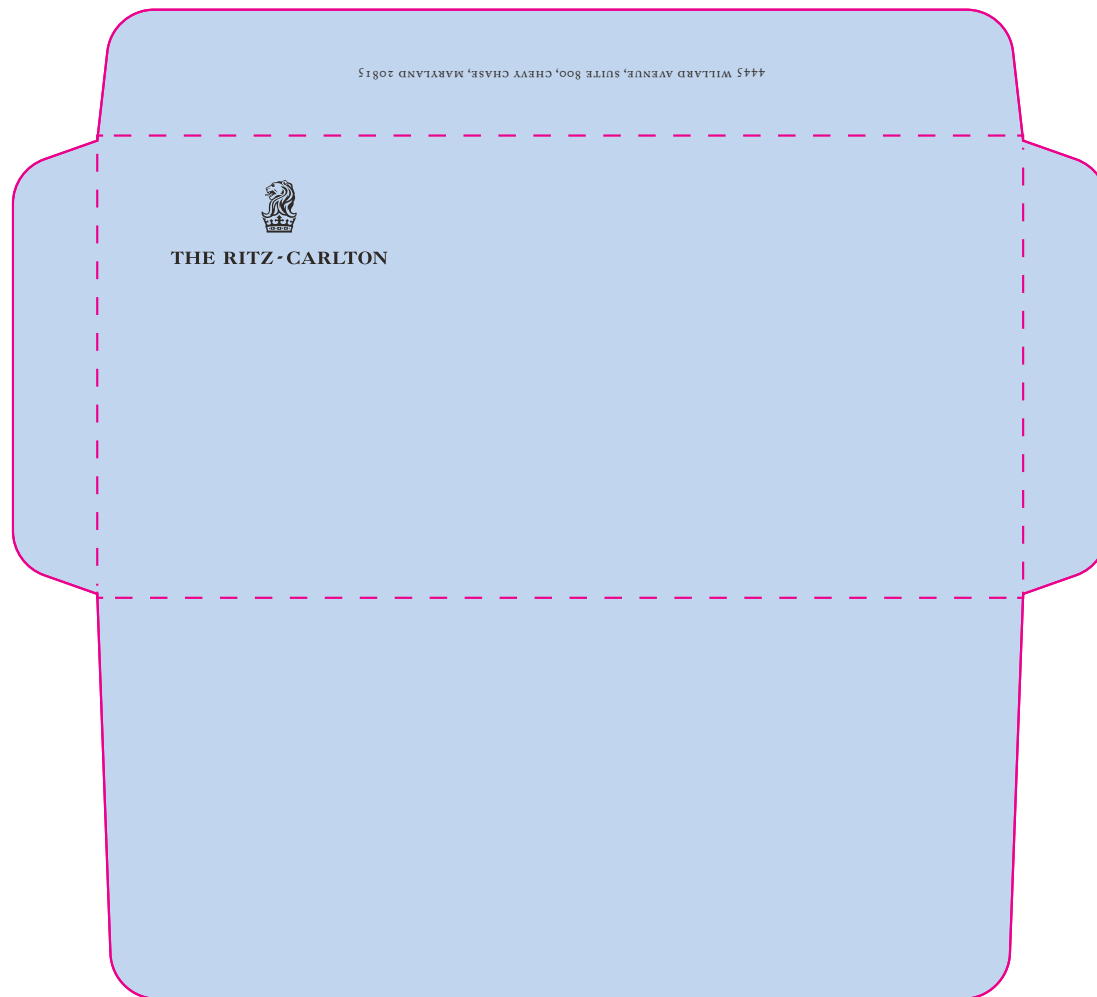 4445 WILLARD AVENUE, SUITE 800, CHEVY CHASE, MARYLAND 20815
THE RITZ-CARLTON